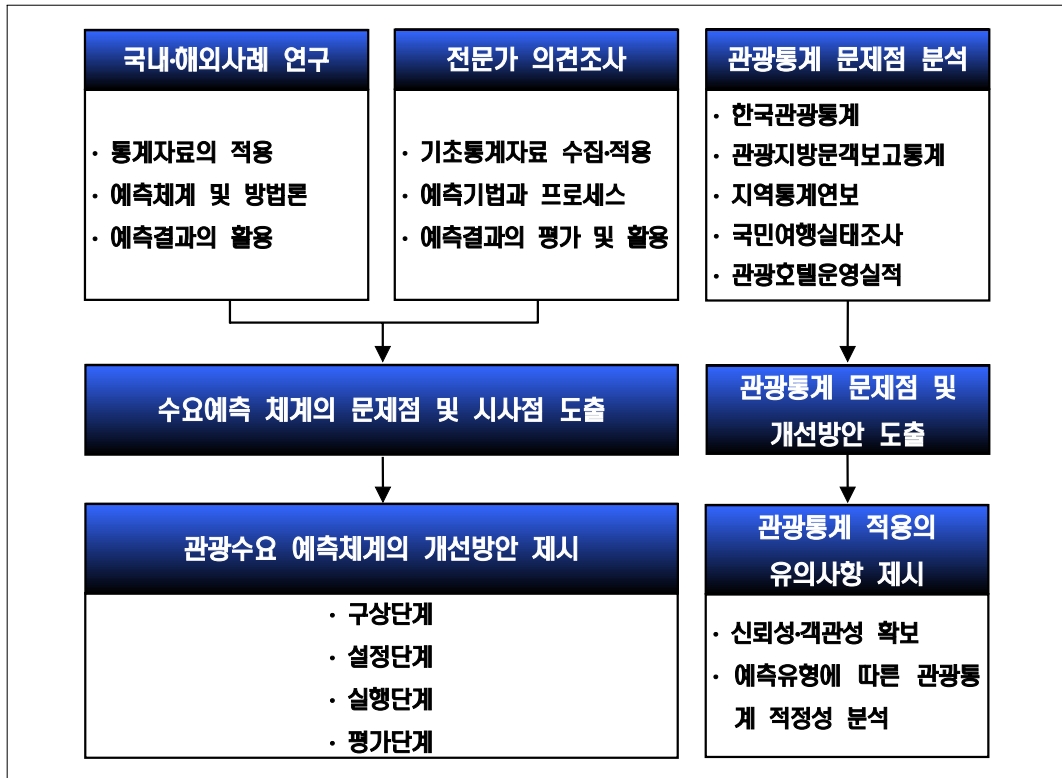 국내·해외사례 연구
· 통계자료의 적용
· 예측체계 및 방법론
· 예측결과의 활용
전문가 의견조사
· 기초통계자료 수집·적용
· 예측기법과 프로세스
· 예측결과의 평가 및 활용
관광통계 문제점 분석
· 한국관광통계
· 관광지방문객보고통계
· 지역통계연보
· 국민여행실태조사
· 관광호텔운영실적
수요예측 체계의 문제점 및 시사점 도출
관광통계 문제점 및
개선방안 도출
관광수요 예측체계의 개선방안 제시
· 구상단계
· 설정단계
· 실행단계
· 평가단계
관광통계 적용의
유의사항 제시
· 신뢰성·객관성 확보
· 예측유형에 따른 관광통
계 적정성 분석